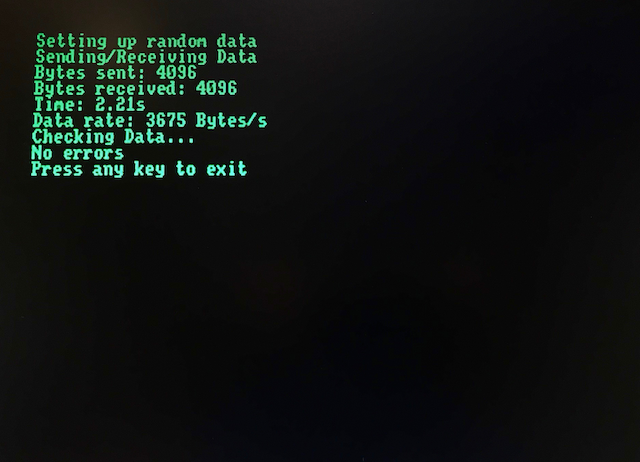 Setting up random data
Sending/Receiving Data
Bytes sent: 4096
Bytes received: 4096
Time: 2.21s
Data rate: 3675 Bytes/s
Checking Data...
No errors
Press any key to exit